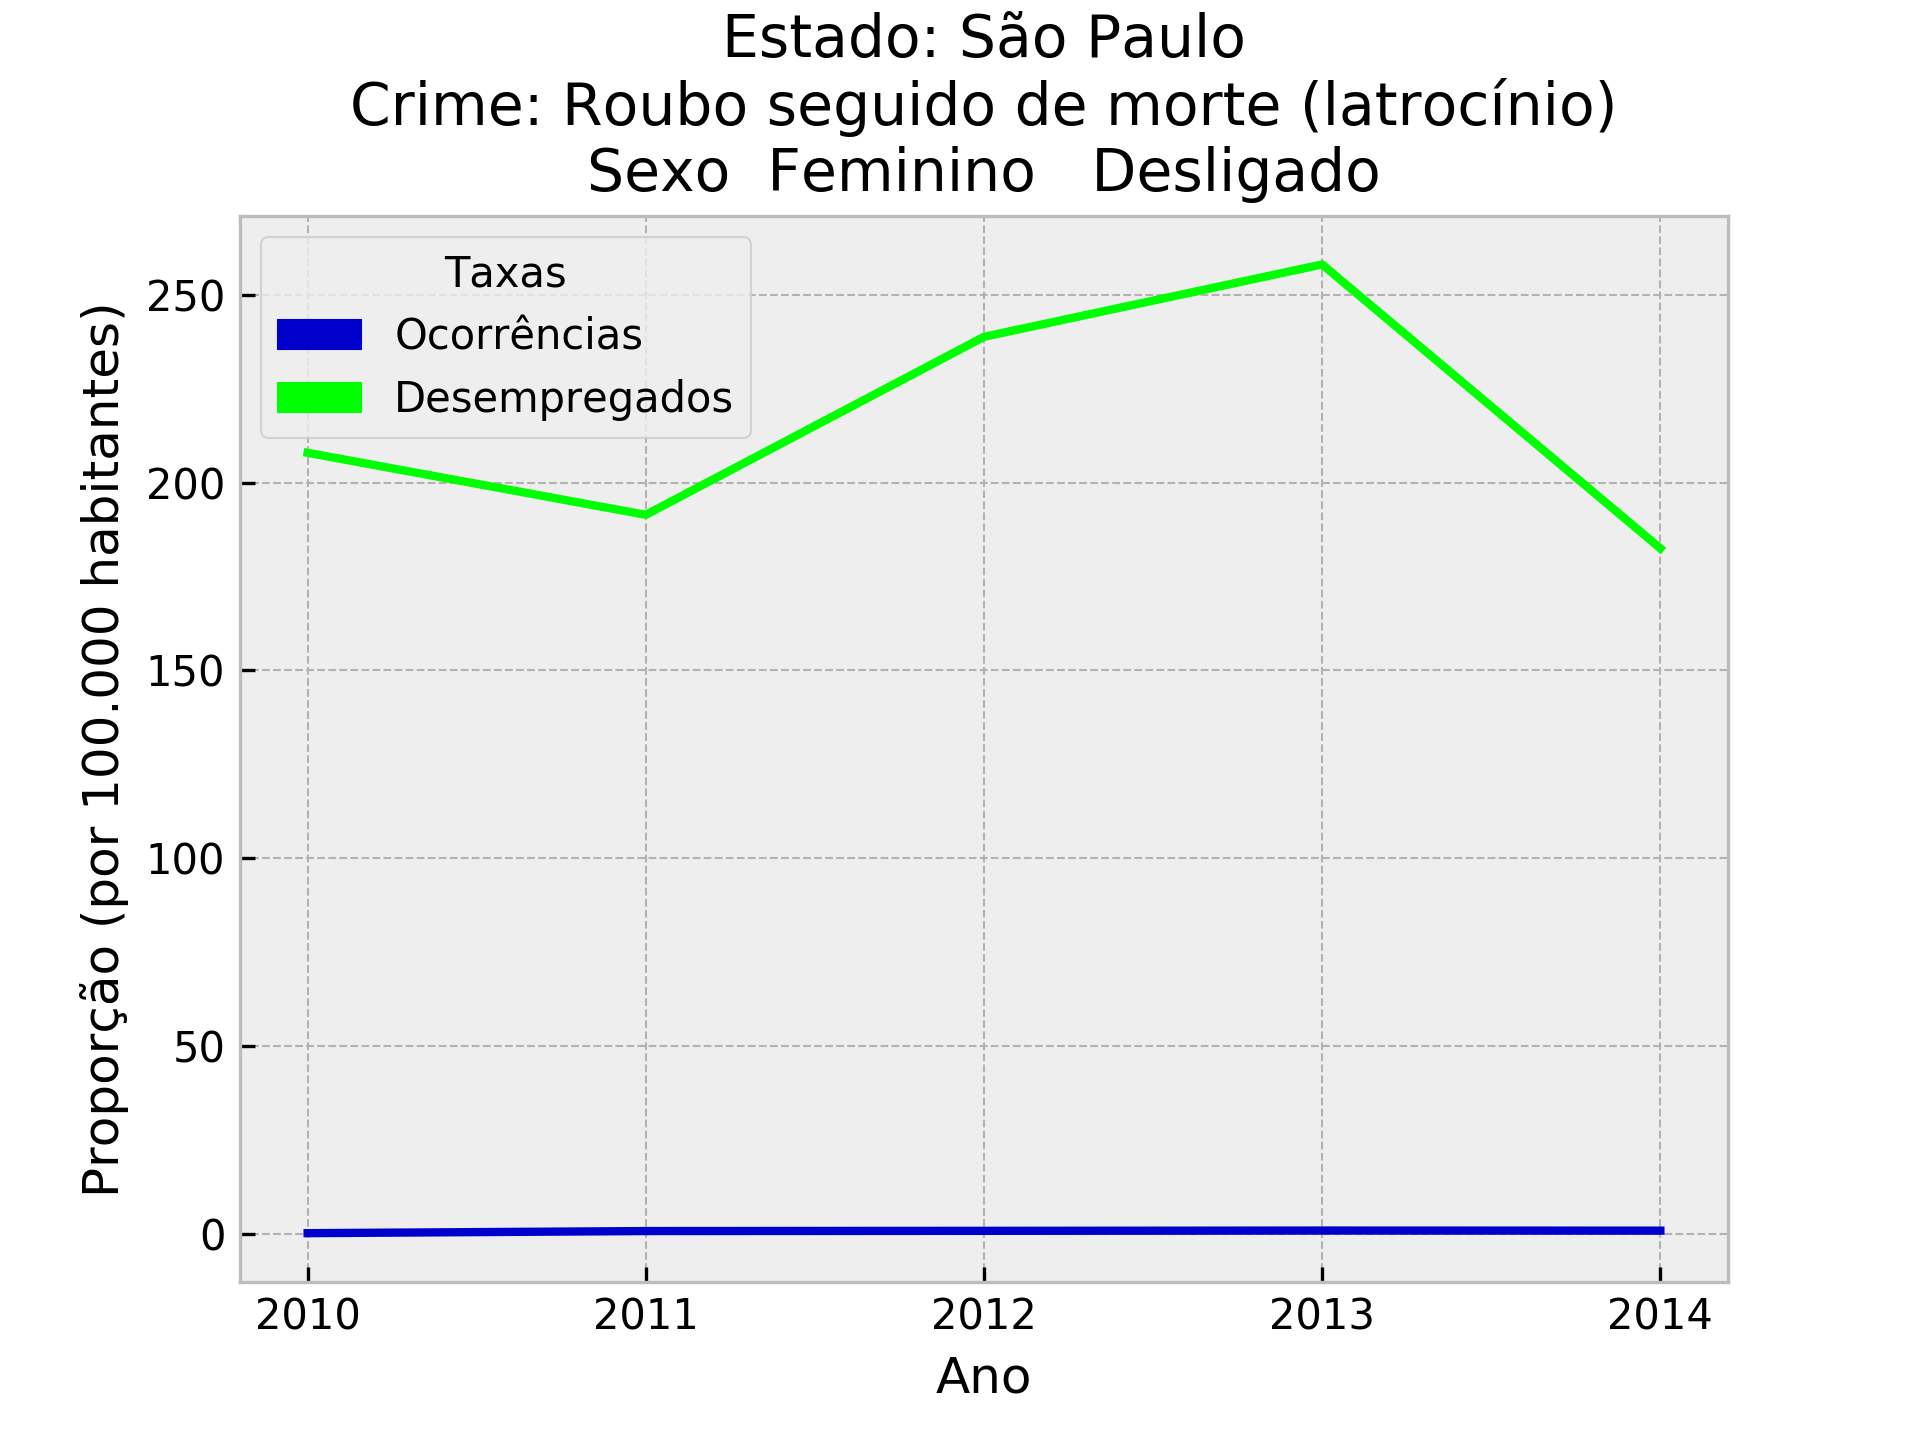 Estado: São Paulo
Crime: Roubo seguido de morte (latrocínio)
Sexo  Feminino   Desligado
Taxas
Ocorrências
Desempregados
Proporção (por 100.000 habitantes)
250
200
150
100
50
0
2010 2011 2012 2013 2014
Ano